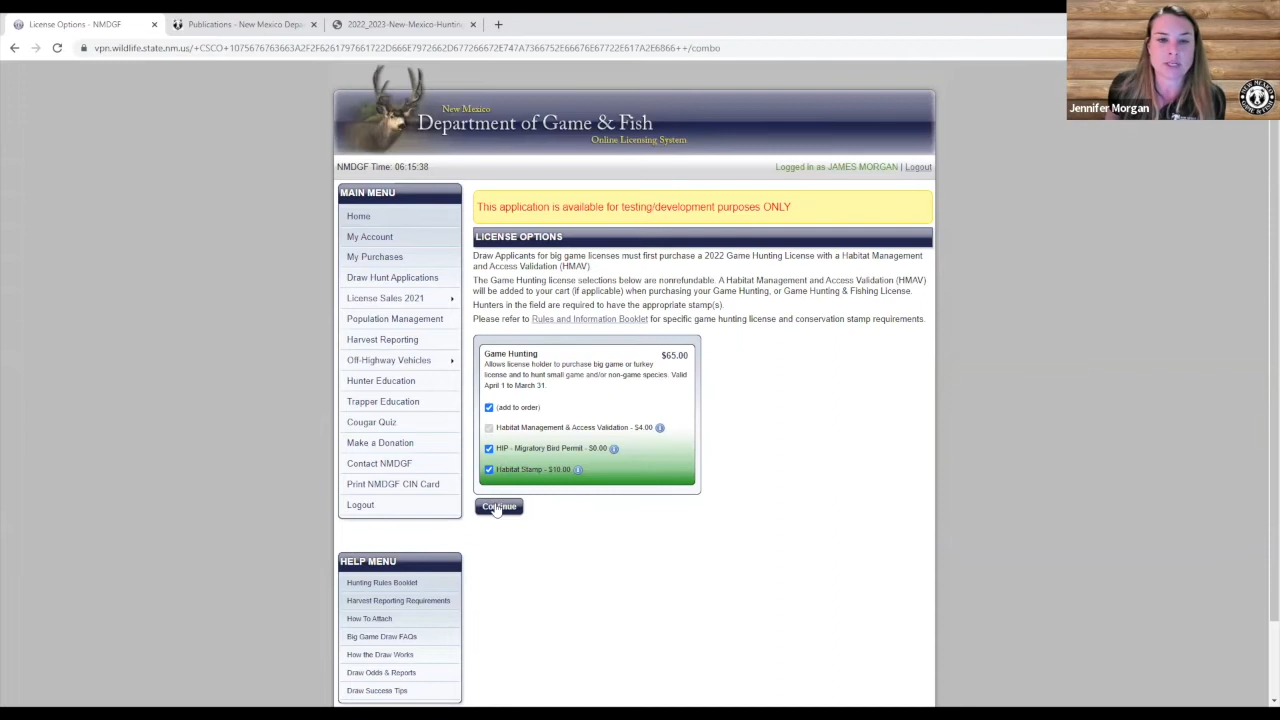 License Options - NMDGF
Publications - New Mexico Depa
2022_2023-New-Mexico-Huntin
vpn.wildlife.state.nm.us/
/combo
Jennifer Morgan
New Mexico
Department of Game & Fish
Online Licensing System
NMDGF Time: 06:15:38
Logged in as JAMES MORGAN | Logout
MAIN MENU
Home
My Account
My Purchases
Draw Hunt Applications
License Sales 2021
Population Management
Harvest Reporting
Off-Highway Vehicles
Hunter Education
Trapper Education
Cougar Quiz
Make a Donation
Contact NMDGF
Print NMDGF CIN Card
Logout
HELP MENU
Hunting Rules Booklet
Harvest Reporting Requirements
How To Attach
Big Game Draw FAQs
How the Draw Works
Draw Odds & Reports
Draw Success Tips
This application is available for testing/development purposes ONLY
LICENSE OPTIONS
Draw Applicants for big game licenses must first purchase a 2022 Game Hunting License with a Habitat Management
and Access Validation (HMAV)
The Game Hunting license selections below are nonrefundable. A Habitat Management and Access Validation (HMAV)
will be added to your cart (if applicable) when purchasing your Game Hunting, or Game Hunting & Fishing License.
Hunters in the field are required to have the appropriate stamp(s).
Please refer to Rules and Information Booklet for specific game hunting license and conservation stamp requirements.
Game Hunting $65.00
Allows license holder to purchase big game or turkey
license and to hunt small game and/or non-game species. Valid
April 1 to March 31.
(add to order)
Habitat Management & Access Validation - $4.00
HIP - Migratory Bird Permit - $0.00
Habitat Stamp - $10.00
Continue